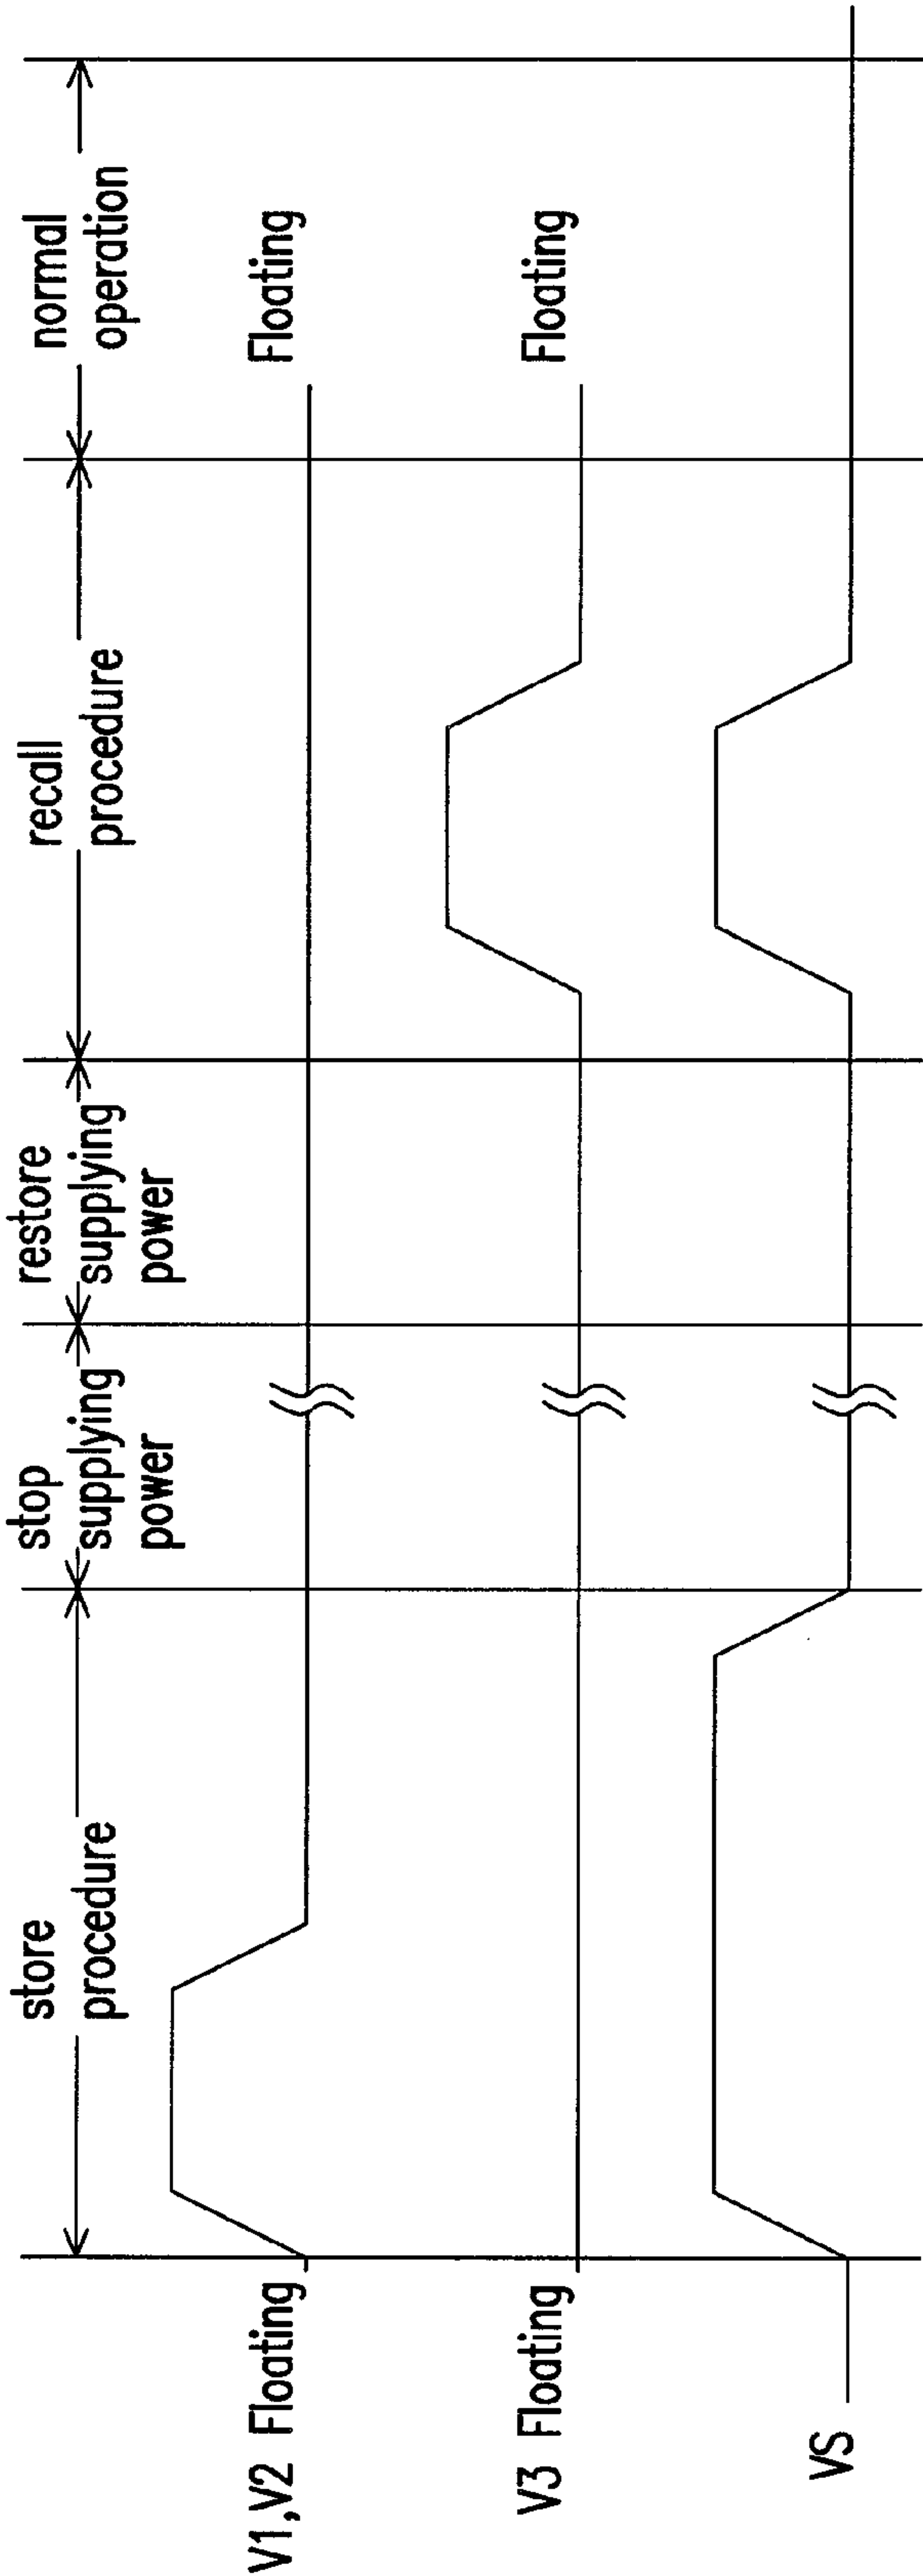 store
procedure
stop
supplying
power
restore
supplying
power
recall
procedure
normal
operation
V1,V2 Floating
Floating
V3 Floating
Floating
VS